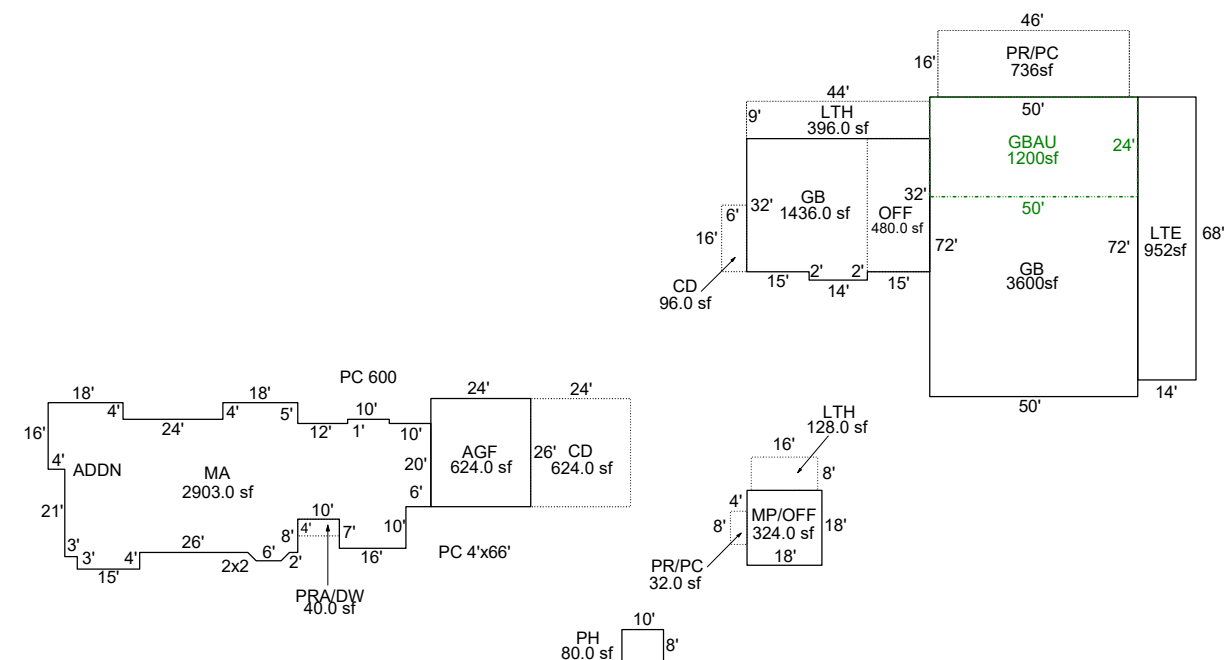 46'
PR/PC
16'
736sf
44'
LTH
9'
396.0 sf
50'
GBAU
24'
1200sf
GB
32'
1436.0 sf
OFF
32'
480.0 sf
50'
6'
16'
72'
72'
LTE
952sf
68'
GB
3600sf
2'
2'
15'
14'
15'
CD
96.0 sf
14'
50'
PC 600
18'
18'
24'
24'
4'
4'
5'
10'
24'
12'
1'
10'
16'
4'
ADDN
MA
2903.0 sf
20'
AGF
624.0 sf
26'
CD
624.0 sf
21'
6'
10'
4'
8'
7'
10'
26'
3'
3'
4'
6'
2'
16'
PC 4'x66'
15'
2x2
PRA/DW
40.0 sf
LTH
128.0 sf
16'
8'
4'
MP/OFF
8'
324.0 sf
18'
18'
PR/PC
32.0 sf
10'
PH
8'
80.0 sf